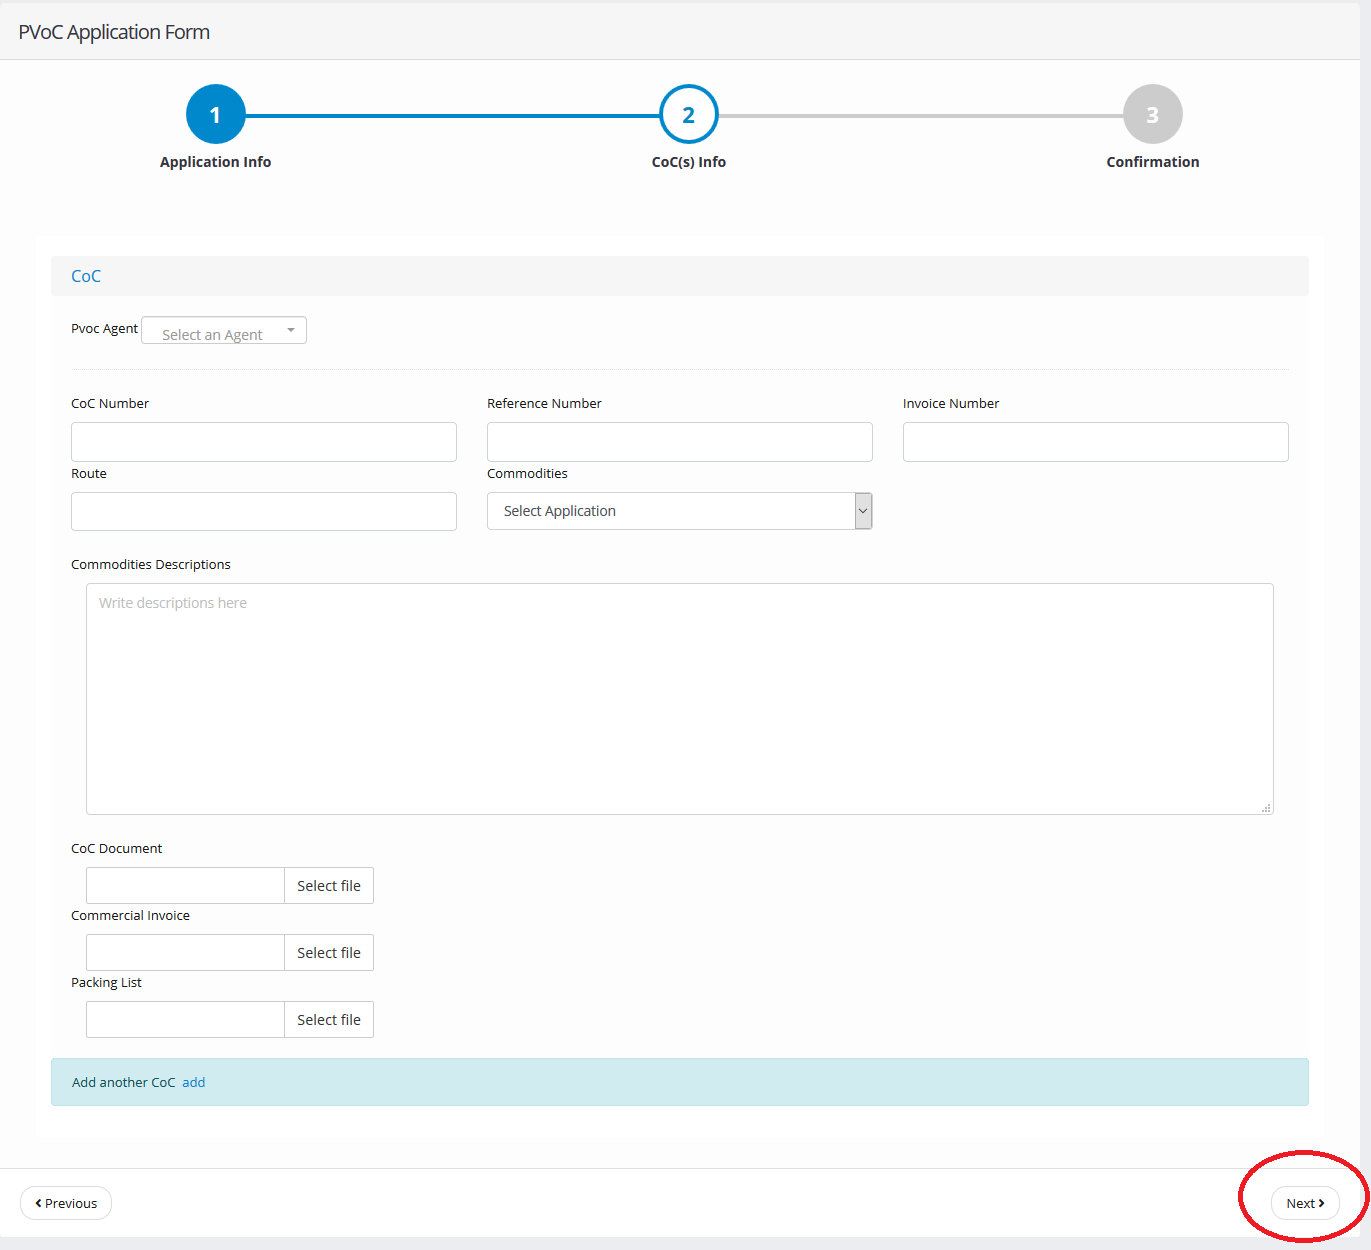 PVoC Application Form
1
2
3
Application Info
CoC(s) Info
Confirmation
CoC
Pvoc Agent Select an Agent
CoC Number
Reference Number
Invoice Number
Route
Commodities
Select Application
Commodities Descriptions
Write descriptions here
CoC Document
Select file
Commercial Invoice
Select file
Packing List
Select file
Add another CoC add
Previous
Next